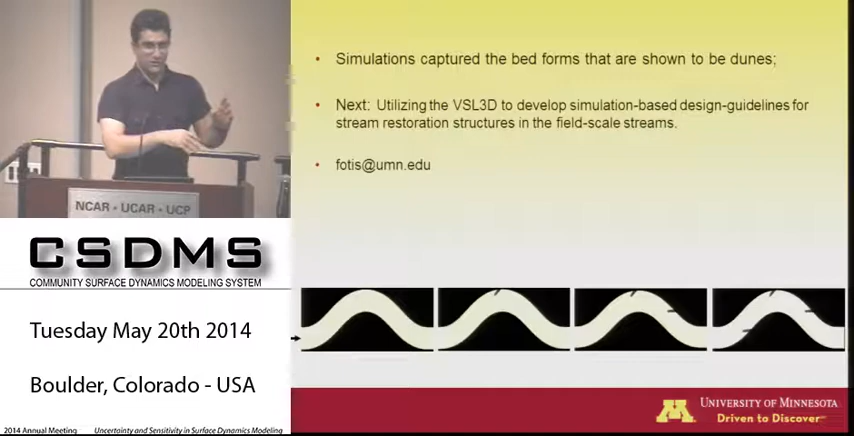 • Simulations captured the bed forms that are shown to be dunes;
• Next: Utilizing the VSL3D to develop simulation-based design-guidelines for
stream restoration structures in the field-scale streams.
• fotis@umn.edu
NCAR - UCAR - UCP
CSDMS
COMMUNITY SURFACE DYNAMICS MODELING SYSTEM
Tuesday May 20th 2014
Boulder, Colorado - USA
2014 Annual Meeting
Uncertainty and Sensitivity in Surface Dynamics Modeling
M
UNIVERSITY OF MINNESOTA
Driven to Discover